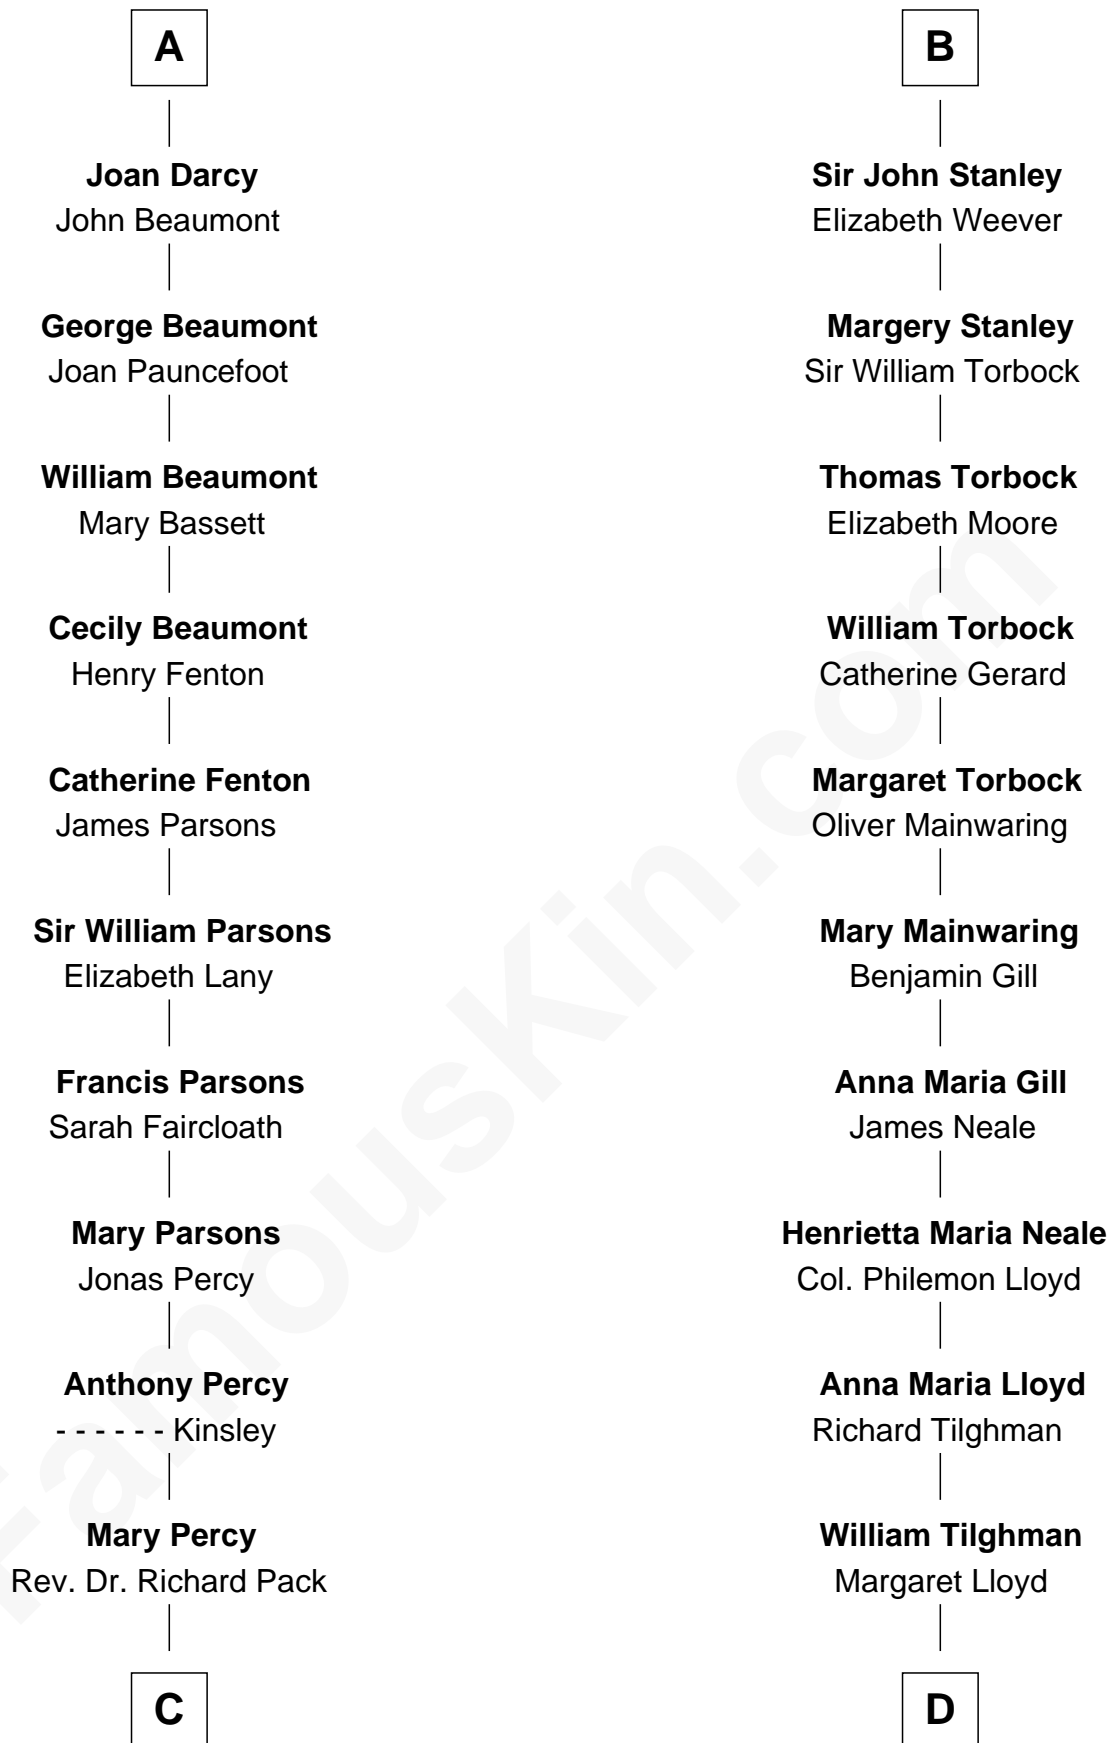 A
Joan Darcy
John Beaumont
George Beaumont
Joan Pauncefoot
William Beaumont
Mary Bassett
Cecily Beaumont
Henry Fenton
Catherine Fenton
James Parsons
Sir William Parsons
Elizabeth Lany
Francis Parsons
Sarah Faircloath
Mary Parsons
Jonas Percy
Anthony Percy
- - - - - - Kinsley
Mary Percy
Rev. Dr. Richard Pack
C
B
Sir John Stanley
Elizabeth Weever
Margery Stanley
Sir William Torbock
Thomas Torbock
Elizabeth Moore
William Torbock
Catherine Gerard
Margaret Torbock
Oliver Mainwaring
Mary Mainwaring
Benjamin Gill
Anna Maria Gill
James Neale
Henrietta Maria Neale
Col. Philemon Lloyd
Anna Maria Lloyd
Richard Tilghman
William Tilghman
Margaret Lloyd
D
FamousKin.com